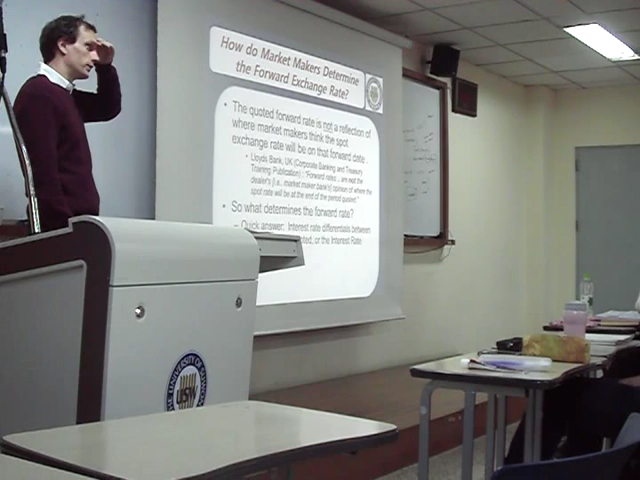 How do Market Makers Determine
the Forward Exchange Rate?
• The quoted forward rate is not a reflection of
where market makers think the spot
exchange rate will be on that forward date.
• Lloyds Bank, UK (Corporate Banking and Treasury
Training Publication): "Forward rates ... are not the
dealer's (i.e., market maker bank's) opinion of where the
spot rate will be at the end of the period quoted."
• So what determines the forward rate?
– Quick answer: Interest rate differentials between
or the Interest Rate
UNIVERSITY OF